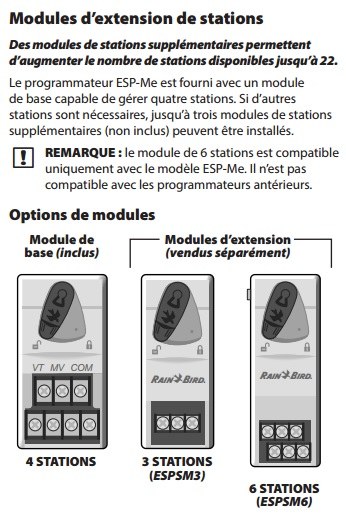 Modules d’extension de stations
Des modules de stations supplémentaires permettent
d’augmenter le nombre de stations disponibles jusqu’à 22.
Le programmateur ESP-Me est fourni avec un module
de base capable de gérer quatre stations. Si d’autres
stations sont nécessaires, jusqu’à trois modules de stations
supplémentaires (non inclus) peuvent être installés.
REMARQUE : le module de 6 stations est compatible
uniquement avec le modèle ESP-Me. Il n’est pas
compatible avec les programmateurs antérieurs.
Options de modules
Module de
base (inclus)
Modules d’extension
(vendus séparément)
VT MV COM
RAIN BIRD.
RAIN BIRD.
4 STATIONS
3 STATIONS
(ESPSM3)
6 STATIONS
(ESPSM6)